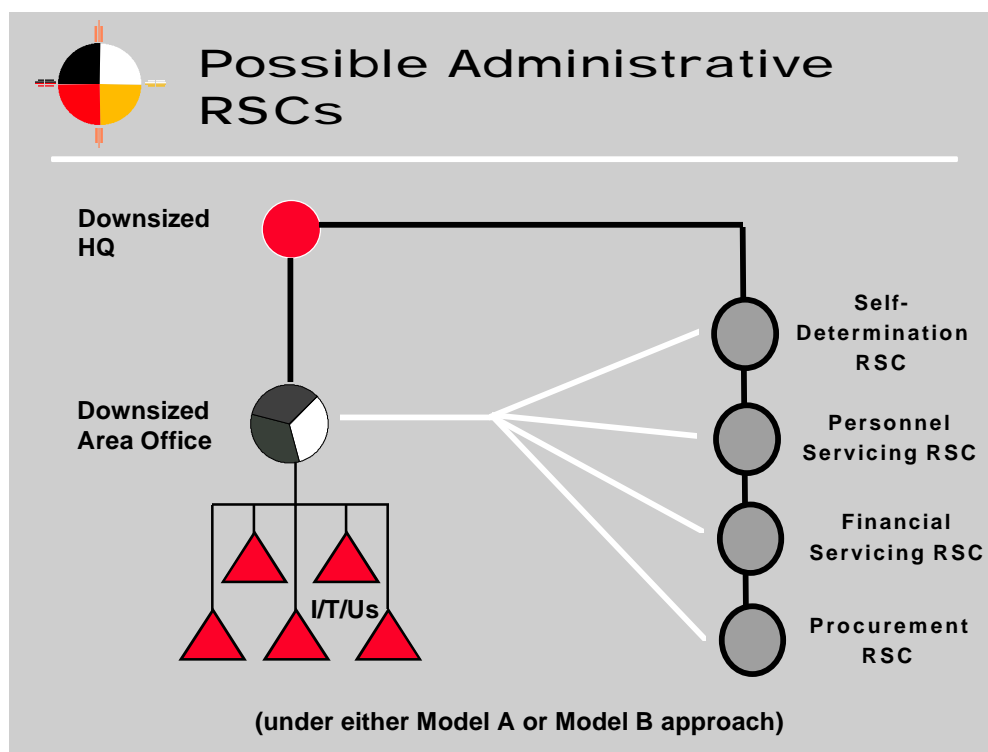 Possible Administrative
RSCs
Downsized
HQ
Self-
Determination
RSC
Downsized
Area Office
Personnel
Servicing RSC
Financial
Servicing RSC
I/T/Us
Procurement
RSC
(under either Model A or Model B approach)